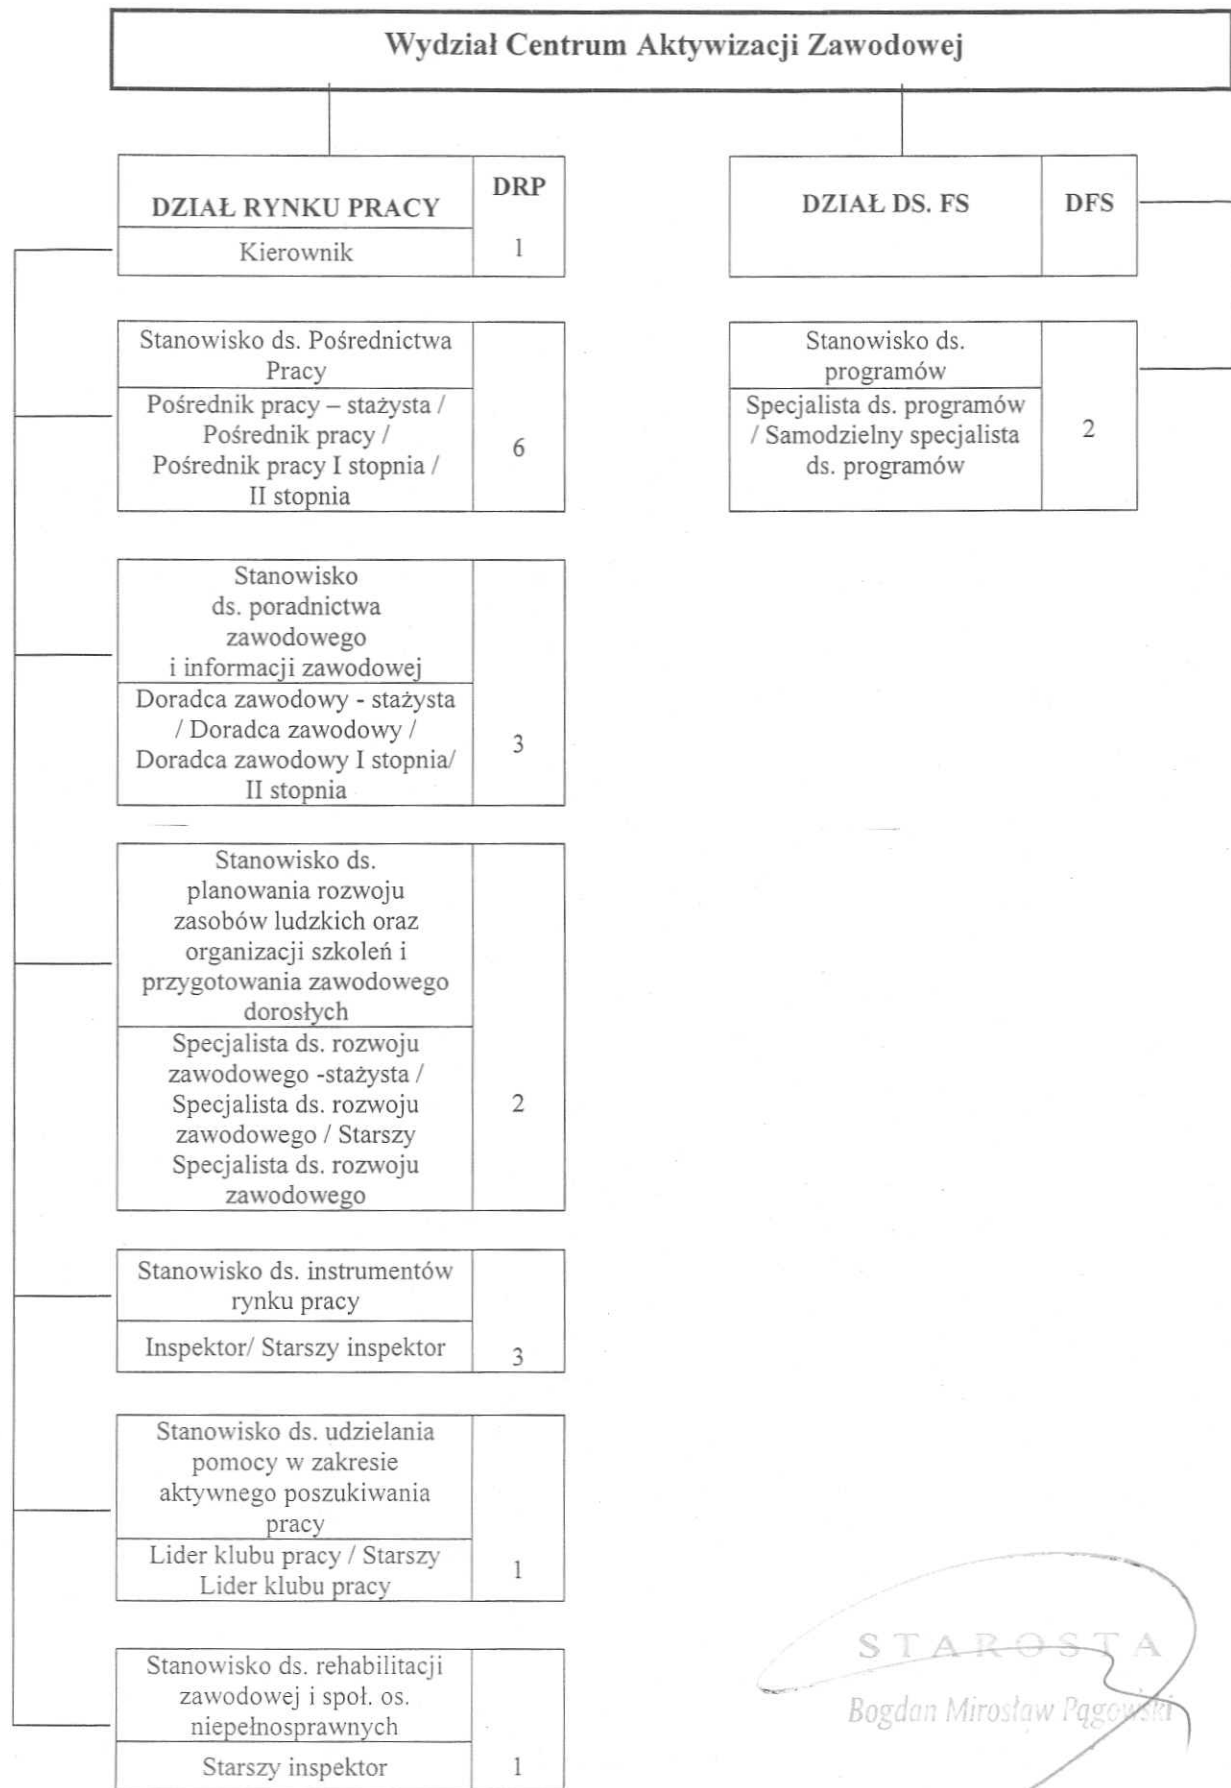 Wydział Centrum Aktywizacji Zawodowej
DZIAŁ RYNKU PRACY
DRP
Kierownik
1
Stanowisko ds. Pośrednictwa
Pracy
Pośrednik pracy – stażysta /
Pośrednik pracy /
Pośrednik pracy I stopnia /
II stopnia
6
Stanowisko
ds. poradnictwa
zawodowego
i informacji zawodowej
Doradca zawodowy - stażysta
/ Doradca zawodowy /
Doradca zawodowy I stopnia/
II stopnia
3
Stanowisko ds.
planowania rozwoju
zasobów ludzkich oraz
organizacji szkoleń i
przygotowania zawodowego
dorosłych
Specjalista ds. rozwoju
zawodowego -stażysta /
Specjalista ds. rozwoju
zawodowego / Starszy
Specjalista ds. rozwoju
zawodowego
2
Stanowisko ds. instrumentów
rynku pracy
Inspektor/ Starszy inspektor
3
Stanowisko ds. udzielania
pomocy w zakresie
aktywnego poszukiwania
pracy
Lider klubu pracy / Starszy
Lider klubu pracy
1
Stanowisko ds. rehabilitacji
zawodowej i społ. os.
niepełnosprawnych
Starszy inspektor
1
DZIAŁ DS. FS
DFS
Stanowisko ds.
programów
Specjalista ds. programów
/ Samodzielny specjalista
ds. programów
2
STAROSTA
Bogdan Mirosław Pągowski